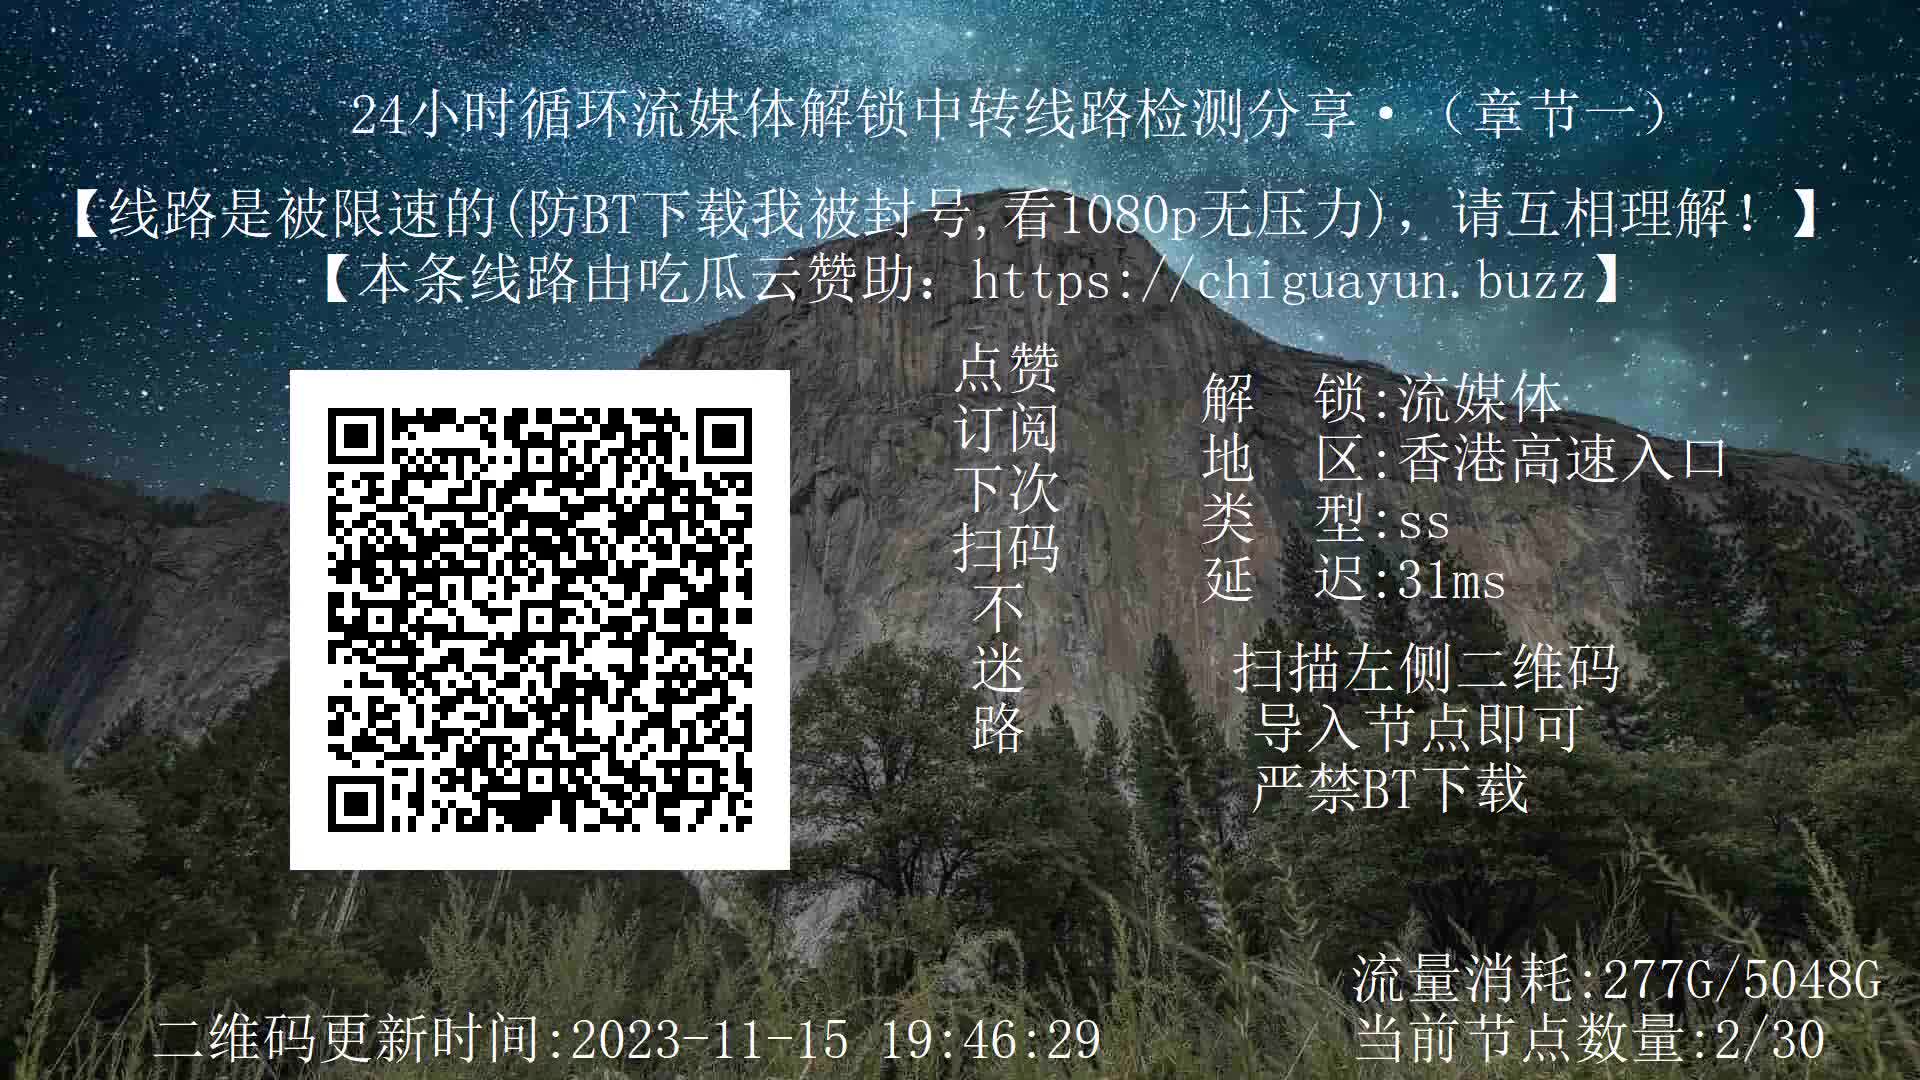 24小时循环流媒体解锁中转线路检测分享·（章节一）
【线路是被限速的(防BT下载我被封号,看1080p无压力)，请互相理解！】
【本条线路由吃瓜云赞助：https://chiguayun.buzz】
点赞
订阅
下次
扫码
不
迷
路
解　锁:流媒体
地　区:香港高速入口
类　型:ss
延　迟:31ms
扫描左侧二维码
导入节点即可
严禁BT下载
流量消耗:277G/5048G
二维码更新时间:2023-11-15 19:46:29
当前节点数量:2/30